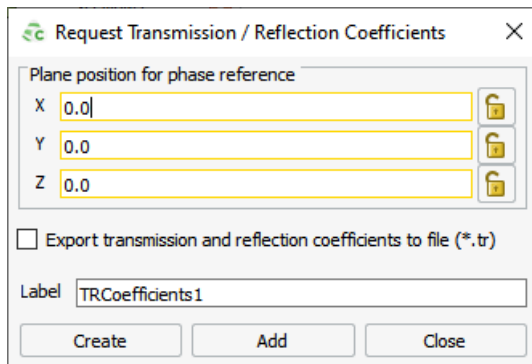 Request Transmission / Reflection Coefficients
Plane position for phase reference
X 0.0
Y 0.0
Z 0.0
Export transmission and reflection coefficients to file (*.tr)
Label TRCoefficients1
Create Add Close